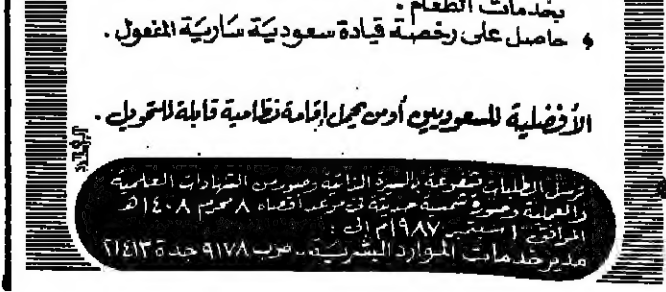 بخدمات الطعام.
حاصل على رخصة قيادة سعودية سارية المفعول.
الأفضلية للسعوديين أو من يحمل إقامة نظامية قابلة للتحويل.
ترسل الطلبات مشفوعة بالسيرة الذاتية وصور من الشهادات العلمية
والعملية وصورة شمسية حديثة في موعد أقصاه ٨ محرم ١٤٠٨هـ
الموافق ١ سبتمبر ١٩٨٧م إلى:
مدير خدمات الموارد البشرية .. ص.ب ٩١٧٨ جدة ٢١٤١٣